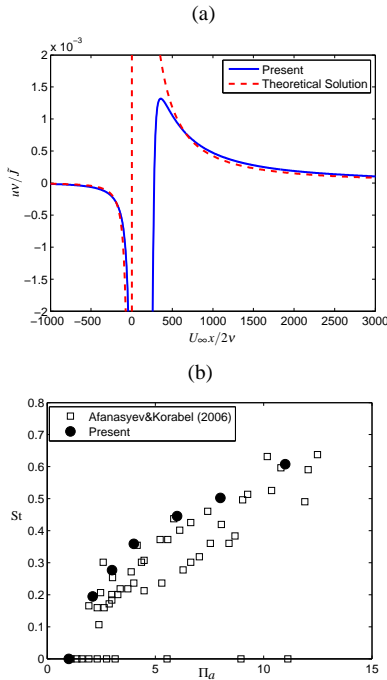 (a)
× 10⁻³
2
1.5
1
0.5
0
−0.5
−1
−1.5
−2
uν/J̃
Present
Theoretical Solution
−1000 −500 0 500 1000 1500 2000 2500 3000
U∞x/2ν
(b)
0.8
0.7
0.6
0.5
0.4
0.3
0.2
0.1
0
St
Afanasyev&Korabel (2006)
Present
0 5 10 15
Πa